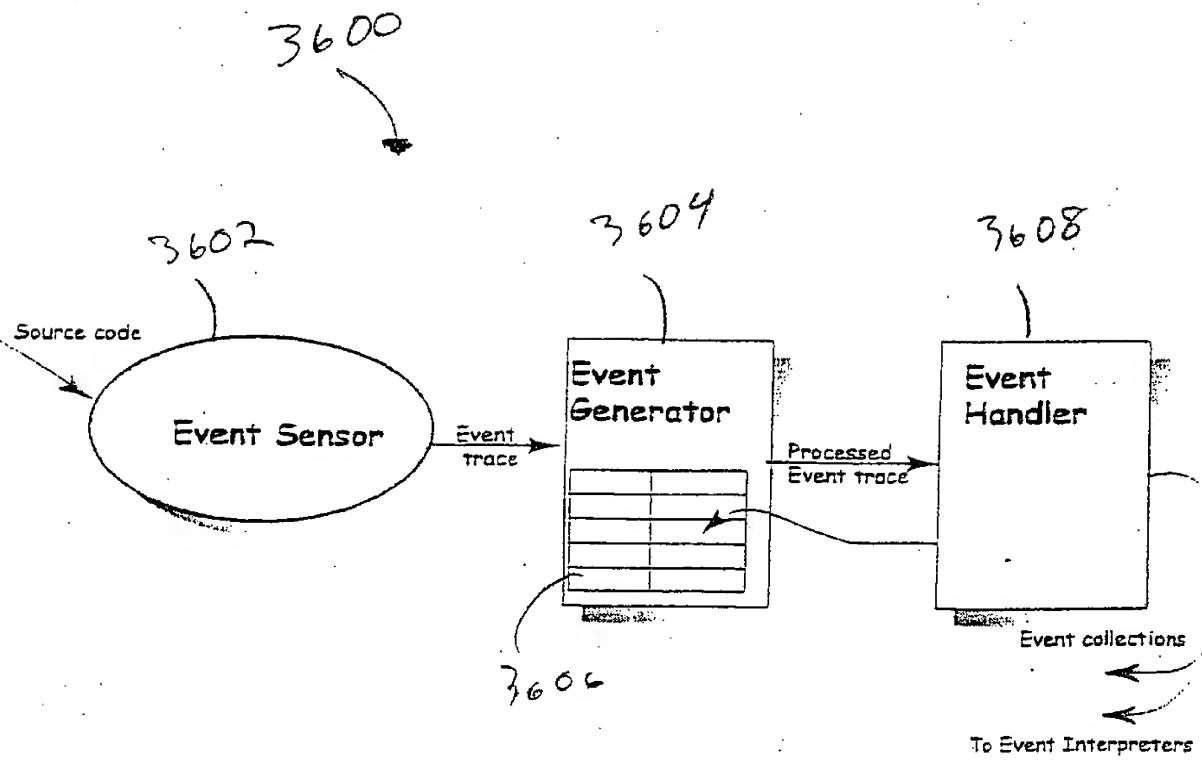 3600
3602
3604
3608
Source code
Event Sensor
Event
trace
Event
Generator
Processed
Event trace
Event
Handler
3606
Event collections
To Event Interpreters